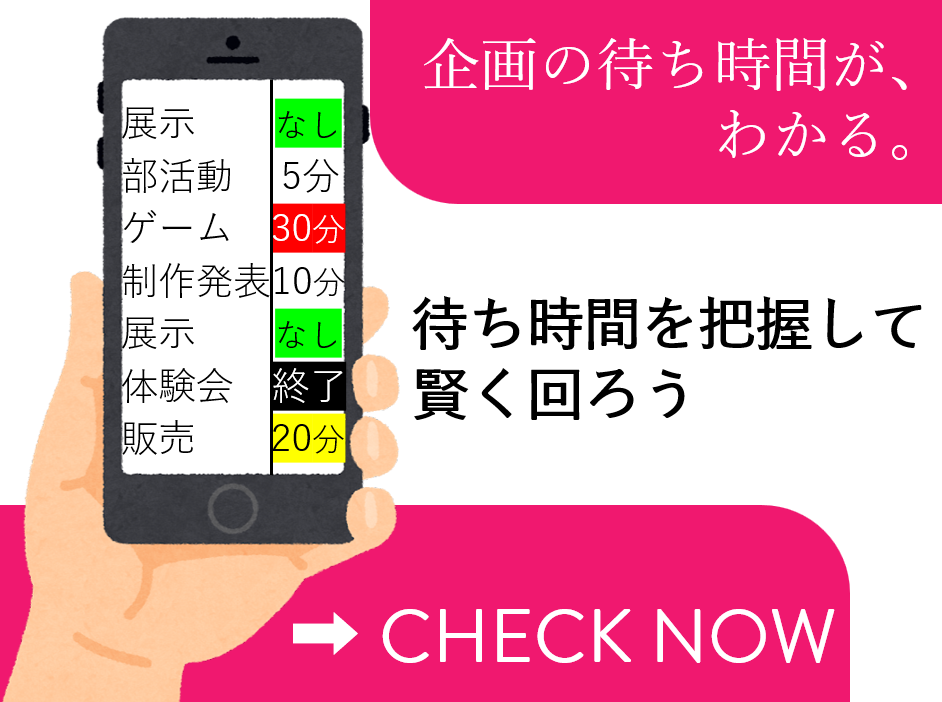 企画の待ち時間が、
わかる。
展示 なし
部活動 5分
ゲーム 30分
制作発表 10分
展示 なし
体験会 終了
販売 20分
待ち時間を把握して
賢く回ろう
➡ CHECK NOW